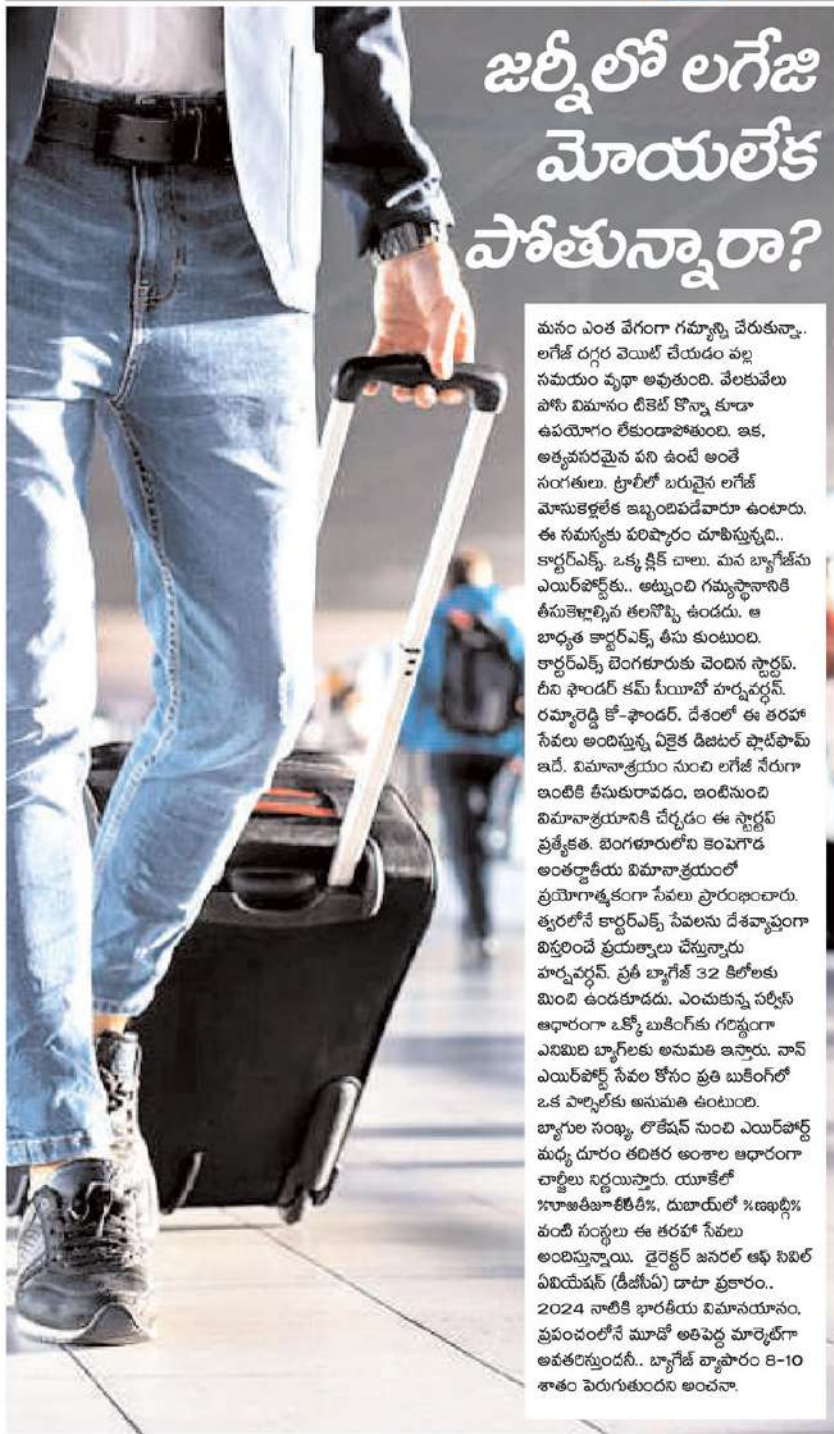 జర్నీలో లగేజి
మోయలేక
పోతున్నారా?
మనం ఎంత వేగంగా గమ్యాన్ని చేరుకున్నా..
లగేజ్ దగ్గర వెయిట్ చేయడం వల్ల
సమయం వృథా అవుతుంది. వేలకువేలు
పోసి విమానం టికెట్ కొన్నా కూడా
ఉపయోగం లేకుండాపోతుంది. ఇక,
అత్యవసరమైన పని ఉంటే అంతే
సంగతులు. ట్రాలీలో బరువైన లగేజ్
మోసుకెళ్లలేక ఇబ్బందిపడేవారూ ఉంటారు.
ఈ సమస్యకు పరిష్కారం చూపిస్తున్నది..
కార్టర్ఎక్స్. ఒక్క క్లిక్ చాలు. మన బ్యాగేజ్‌ను
ఎయిర్‌పోర్ట్‌కు.. అట్నుంచి గమ్యస్థానానికి
తీసుకెళ్లాల్సిన తలనొప్పి ఉండదు. ఆ
బాధ్యత కార్టర్ఎక్స్ తీసు కుంటుంది.
కార్టర్ఎక్స్ బెంగళూరుకు చెందిన స్టార్టప్.
దీని ఫౌండర్ కమ్ సీయీవో హర్షవర్ధన్.
రమ్యారెడ్డి కో-ఫౌండర్. దేశంలో ఈ తరహా
సేవలు అందిస్తున్న ఏకైక డిజిటల్ ప్లాట్‌ఫామ్
ఇదే. విమానాశ్రయం నుంచి లగేజీ నేరుగా
ఇంటికి తీసుకురావడం, ఇంటినుంచి
విమానాశ్రయానికి చేర్చడం ఈ స్టార్టప్
ప్రత్యేకత. బెంగళూరులోని కెంపెగౌడ
అంతర్జాతీయ విమానాశ్రయంలో
ప్రయోగాత్మకంగా సేవలు ప్రారంభించారు.
త్వరలోనే కార్టర్ఎక్స్ సేవలను దేశవ్యాప్తంగా
విస్తరించే ప్రయత్నాలు చేస్తున్నారు
హర్షవర్ధన్. ప్రతీ బ్యాగేజ్ 32 కిలోలకు
మించి ఉండకూడదు. ఎంచుకున్న సర్వీస్
ఆధారంగా ఒక్కో బుకింగ్‌కు గరిష్ఠంగా
ఎనిమిది బ్యాగ్‌లకు అనుమతి ఇస్తారు. నాన్
ఎయిర్‌పోర్ట్ సేవల కోసం ప్రతి బుకింగ్‌లో
ఒక పార్సిల్‌కు అనుమతి ఉంటుంది.
బ్యాగుల సంఖ్య, లొకేషన్ నుంచి ఎయిర్‌పోర్ట్
మధ్య దూరం తదితర అంశాల ఆధారంగా
చార్జీలు నిర్ణయిస్తారు. యూకేలో
దుబాయ్‌లో
వంటి సంస్థలు ఈ తరహా సేవలు
అందిస్తున్నాయి. డైరెక్టర్ జనరల్ ఆఫ్ సివిల్
ఏవియేషన్ (డీజీసీఏ) డాటా ప్రకారం..
2024 నాటికి భారతీయ విమానయానం,
ప్రపంచంలోనే మూడో అతిపెద్ద మార్కెట్‌గా
అవతరిస్తుందనీ.. బ్యాగేజ్ వ్యాపారం 8-10
శాతం పెరుగుతుందని అంచనా.